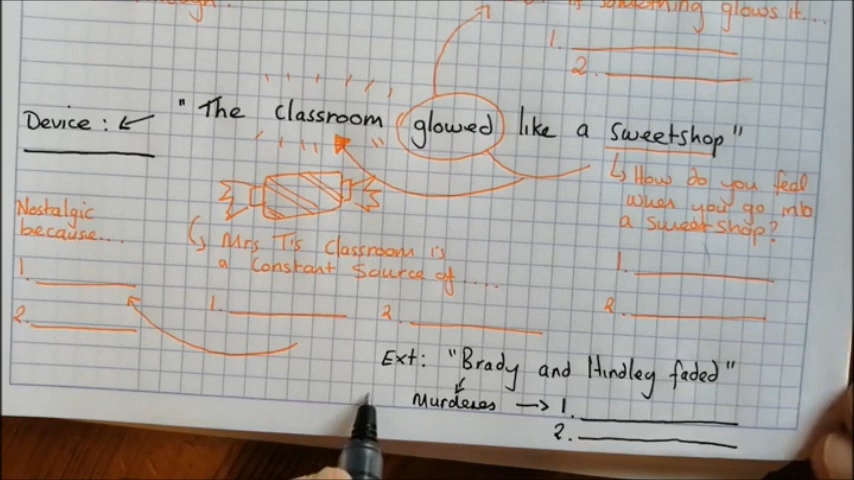 if something glows it...
1.
2.
Device:
"The classroom glowed like a sweetshop"
How do you feel
when you go into
a sweetshop?
1.
2.
Nostalgic
because...
1.
2.
Mrs T's classroom is
a constant source of.....
1.
2.
Ext: "Brady and Hindley faded"
Murderers → 1.
2.